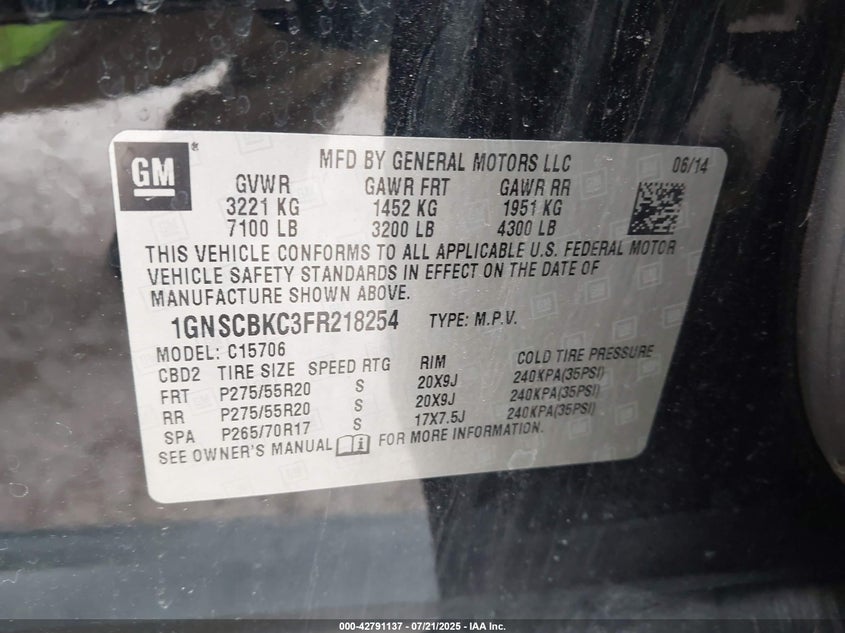 GM
MFD BY GENERAL MOTORS LLC 06/14
GVWR GAWR FRT GAWR RR
3221 KG 1452 KG 1951 KG
7100 LB 3200 LB 4300 LB
THIS VEHICLE CONFORMS TO ALL APPLICABLE U.S. FEDERAL MOTOR
VEHICLE SAFETY STANDARDS IN EFFECT ON THE DATE OF
MANUFACTURE SHOWN ABOVE.
1GNSCBKC3FR218254 TYPE: M.P.V.
MODEL: C15706
CBD2 TIRE SIZE SPEED RTG RIM COLD TIRE PRESSURE
FRT P275/55R20 S 20X9J 240KPA(35PSI)
RR P275/55R20 S 20X9J 240KPA(35PSI)
SPA P265/70R17 S 17X7.5J 240KPA(35PSI)
SEE OWNER'S MANUAL FOR MORE INFORMATION.
000-42791137 - 07/21/2025 - IAA Inc.